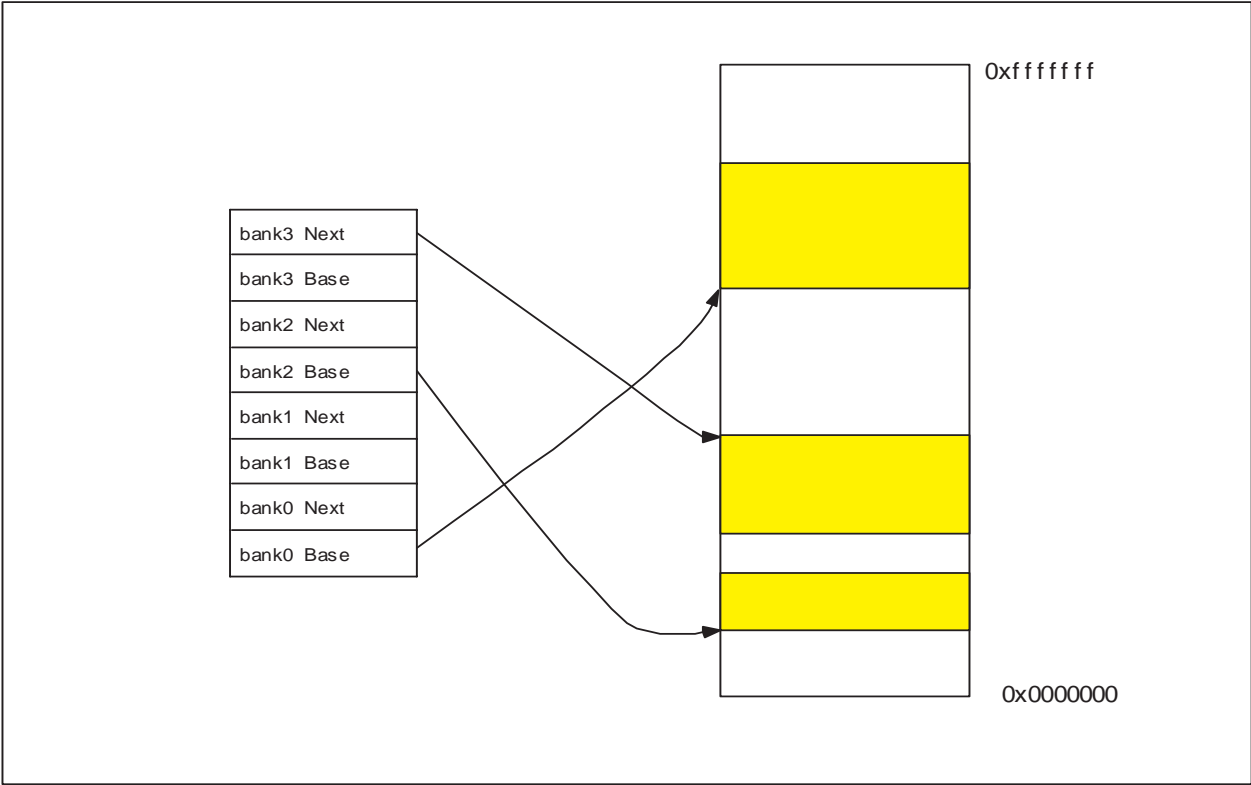 0xfffffff
bank3 Next
bank3 Base
bank2 Next
bank2 Base
bank1 Next
bank1 Base
bank0 Next
bank0 Base
0x0000000